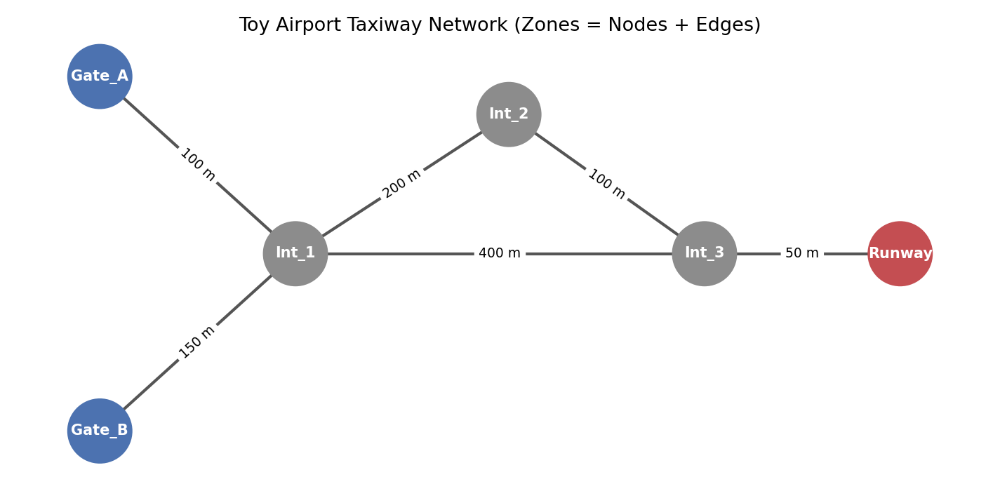 Toy Airport Taxiway Network (Zones = Nodes + Edges)
Gate_A
Int_2
100 m
200 m
100 m
Int_1
400 m
Int_3
50 m
Runway
150 m
Gate_B